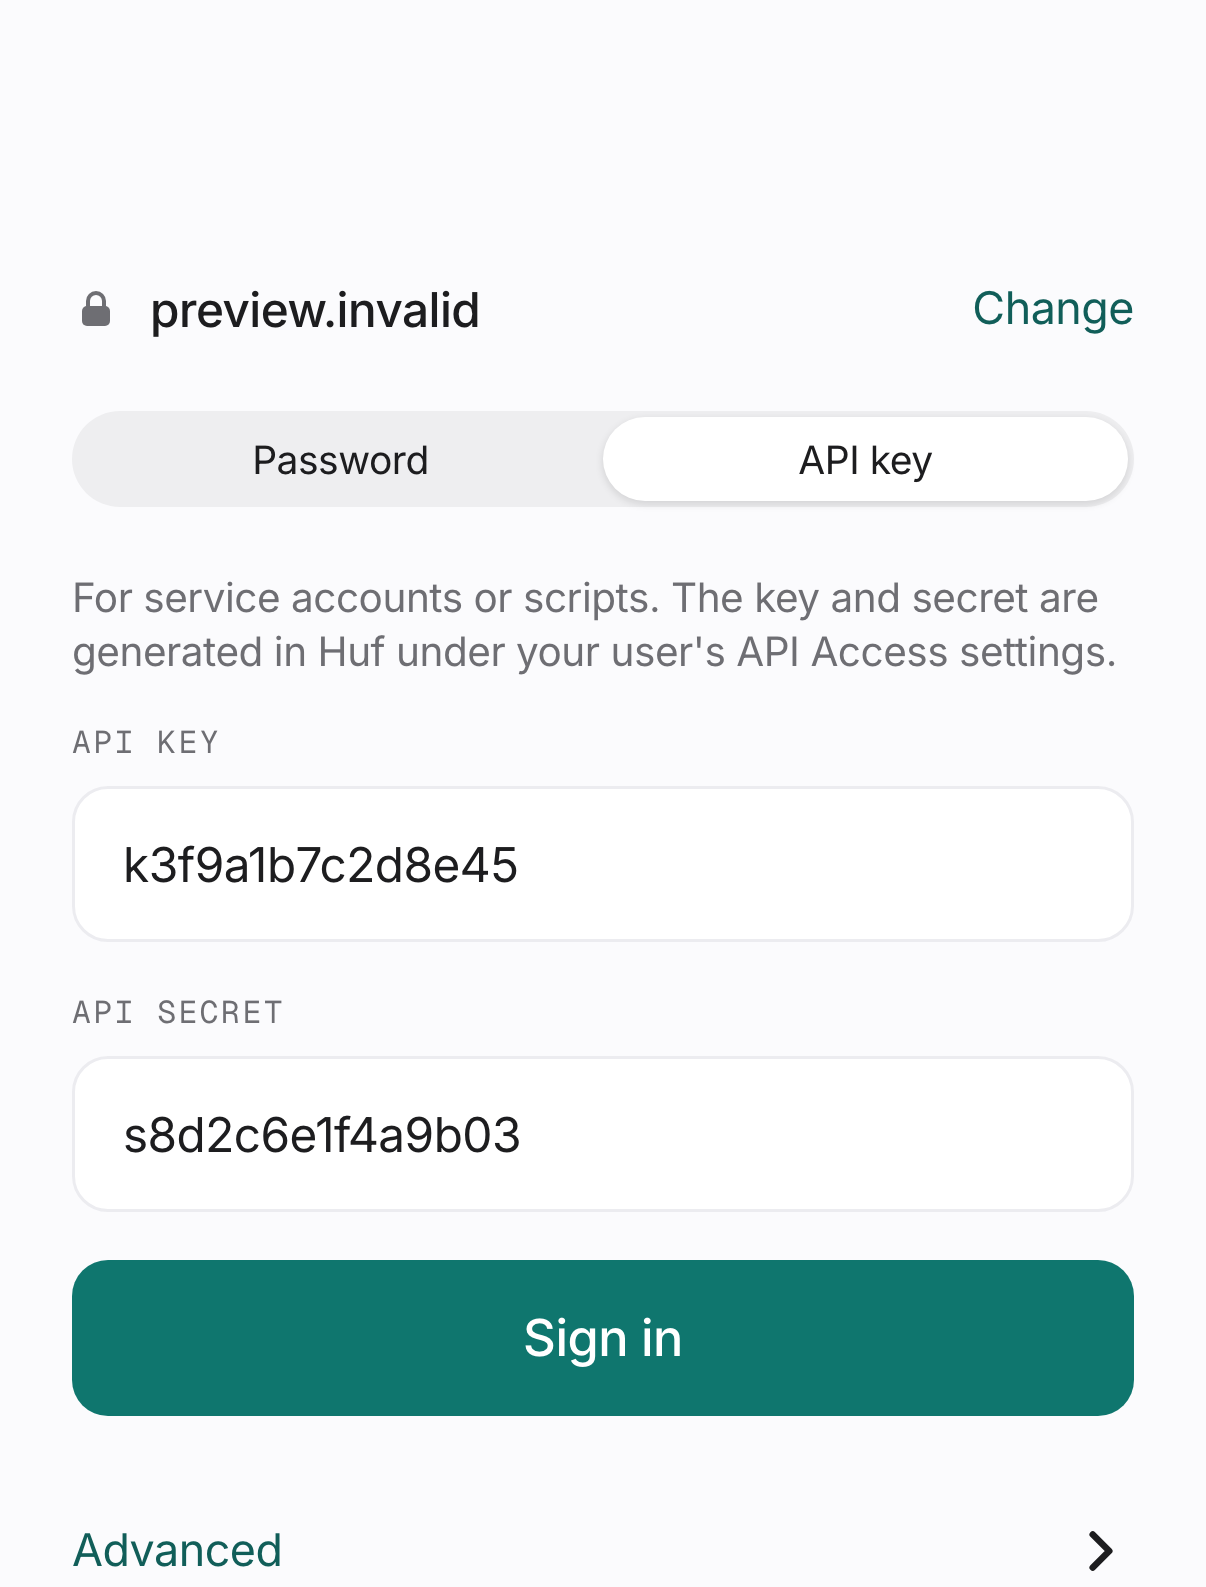 preview.invalid
Change
Password
API key
For service accounts or scripts. The key and secret are
generated in Huf under your user's API Access settings.
API KEY
k3f9a1b7c2d8e45
API SECRET
s8d2c6e1f4a9b03
Sign in
Advanced